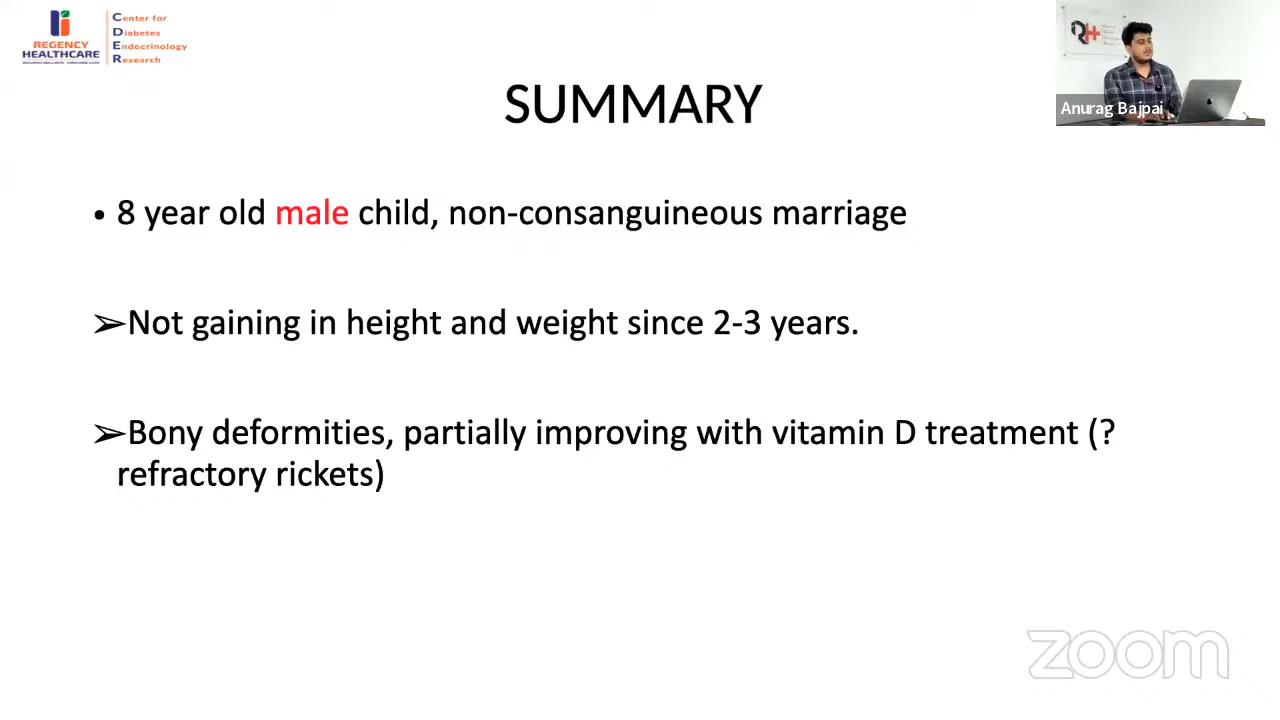 REGENCY
HEALTHCARE
Center for
Diabetes
Endocrinology
Research
Anurag Bajpai
SUMMARY
• 8 year old male child, non-consanguineous marriage
➢Not gaining in height and weight since 2-3 years.
➢Bony deformities, partially improving with vitamin D treatment (?
refractory rickets)
zoom